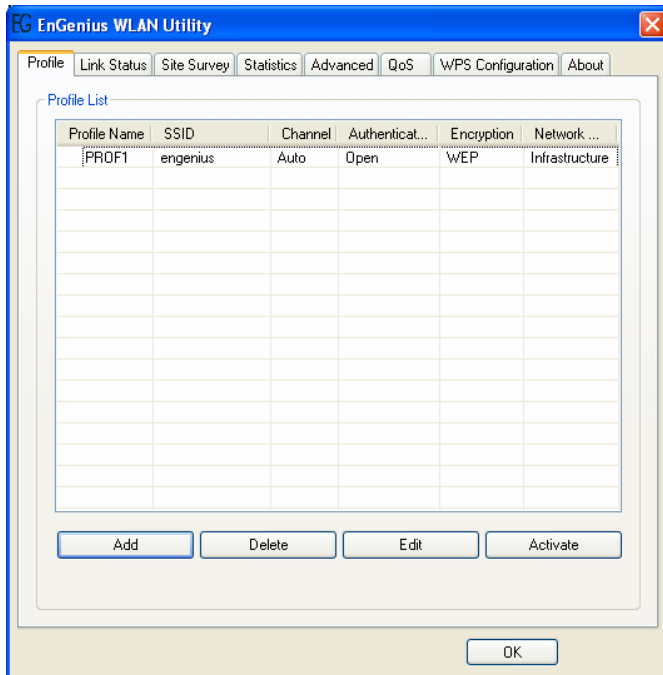 EG EnGenius WLAN Utility
Profile Link Status Site Survey Statistics Advanced QoS WPS Configuration About
Profile List
Profile Name SSID Channel Authenticat... Encryption Network ...
PROF1 engenius Auto Open WEP Infrastructure
Add Delete Edit Activate
OK